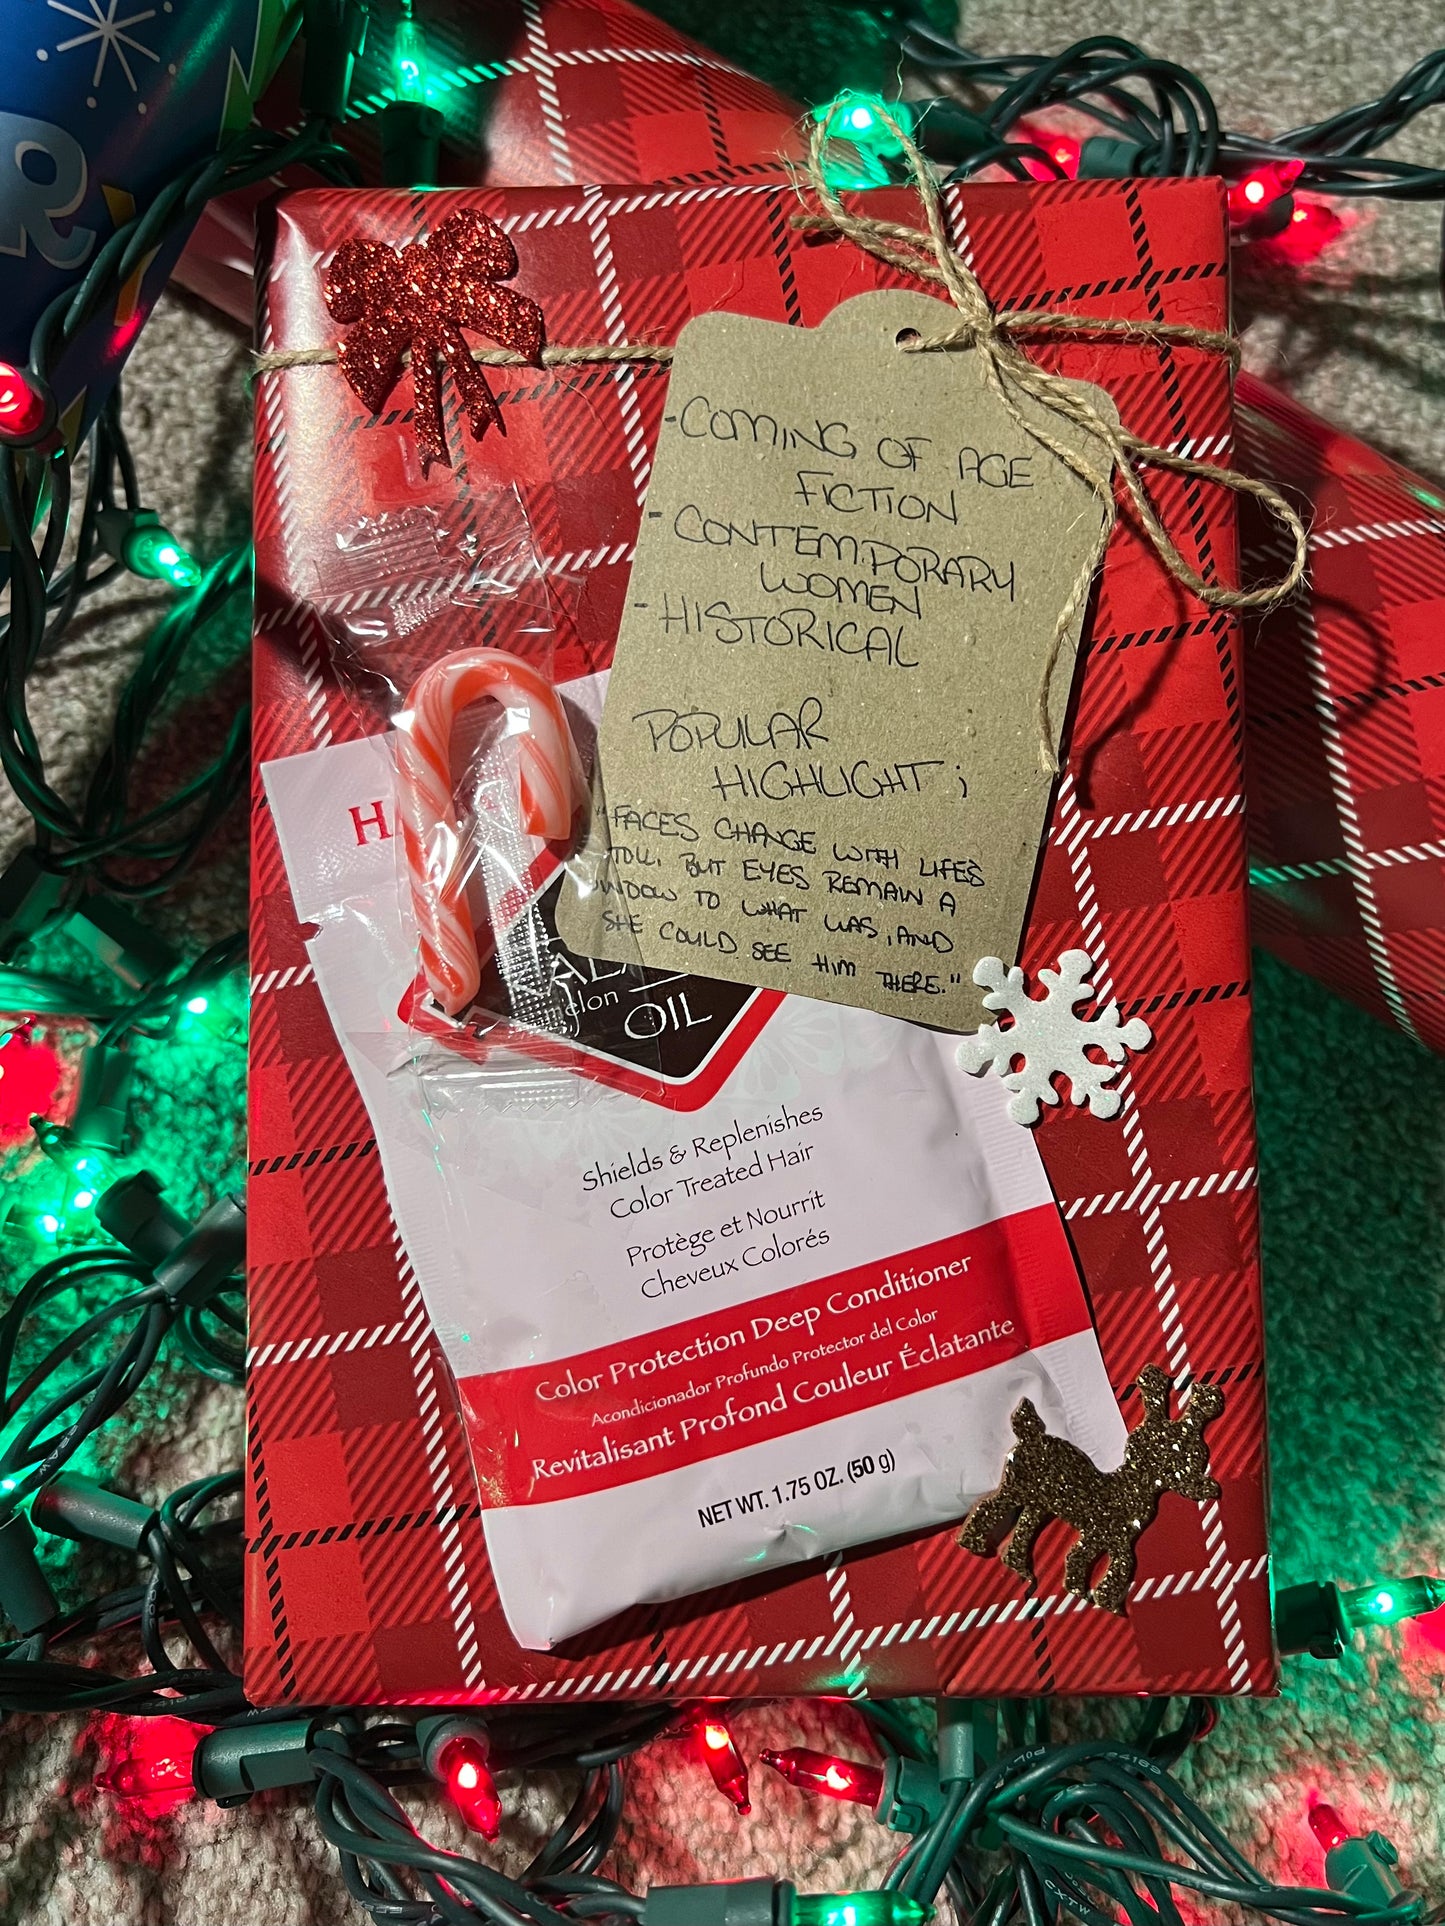 - COMING OF AGE
FICTION
- CONTEMPORARY
WOMEN
- HISTORICAL
POPULAR
HIGHLIGHT;
"FACES CHANGE WITH LIFE'S
TOLL, BUT EYES REMAIN A
WINDOW TO WHAT WAS, AND
SHE COULD SEE HIM THERE."
OIL
Shields & Replenishes
Color Treated Hair
Protège et Nourrit
Cheveux Colorés
Color Protection Deep Conditioner
Acondicionador Profundo Protector del Color
Revitalisant Profond Couleur Éclatante
NET WT. 1.75 OZ. (50 g)